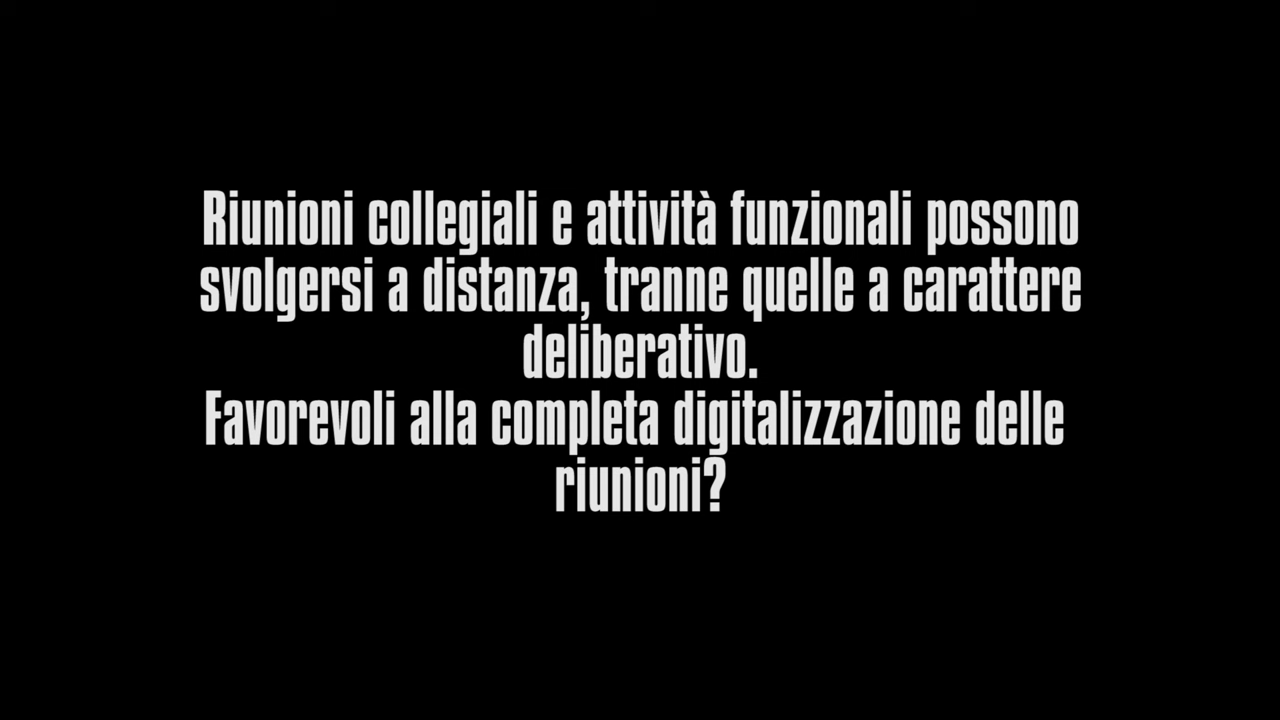 Riunioni collegiali e attività funzionali possono
svolgersi a distanza, tranne quelle a carattere
deliberativo.
Favorevoli alla completa digitalizzazione delle
riunioni?